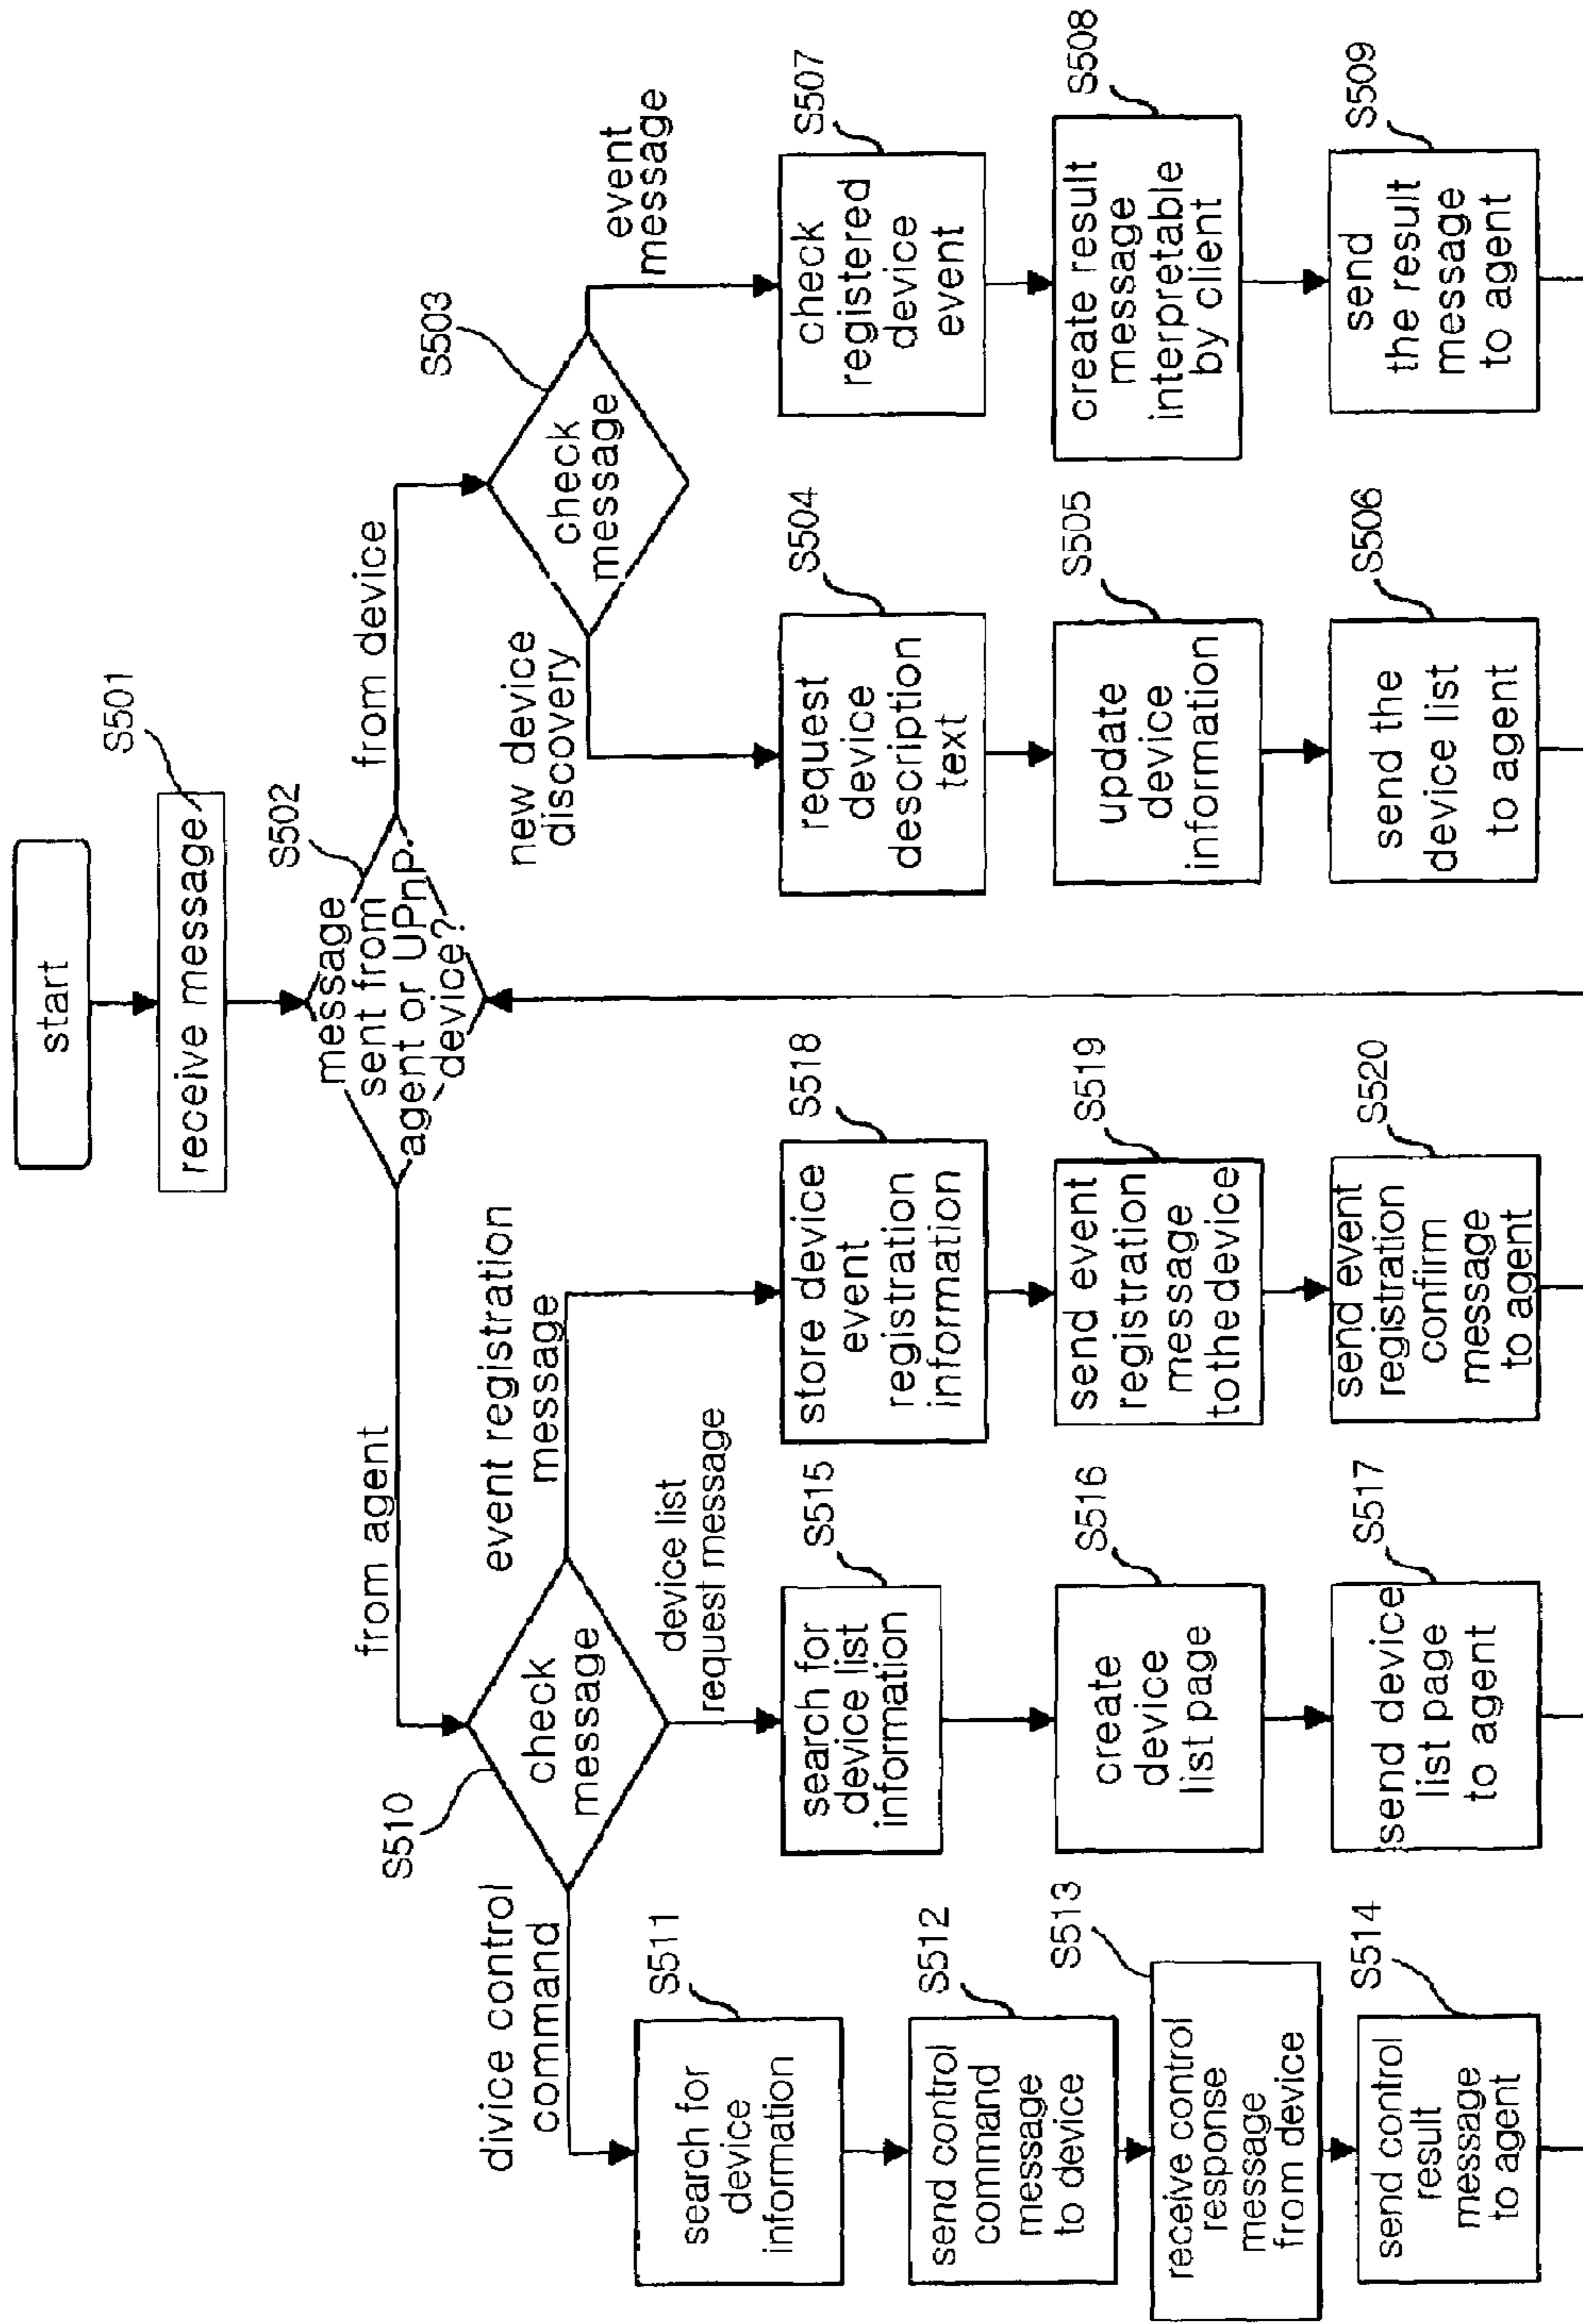 start
S501
receive message
S502
message
sent from
agent or UPnP
device?
from agent
from device
S510
check
message
S503
check
message
divice control
command
event registration
message
device list
request message
new device
discovery
event
message
S511
search for
device
information
S512
send control
command
message
to device
S513
receive control
response
message
from device
S514
send control
result
message
to agent
S515
search for
device list
information
S516
create
device
list page
S517
send device
list page
to agent
S518
store device
event
registration
information
S519
send event
registration
message
tothedevice
S520
send event
registration
confirm
message
to agent
S504
request
device
description
text
S505
update
device
information
S506
send the
device list
to agent
S507
check
registered
device
event
S508
create result
message
interpretable
by client
S509
send
the result
message
to agent